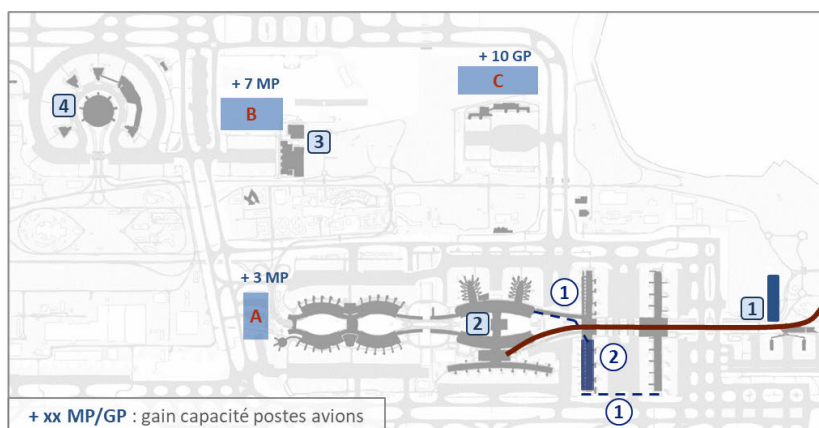 + 10 GP
C
+ 7 MP
B
4
3
+ 3 MP
A
1
2
1
2
1
+ xx MP/GP : gain capacité postes avions